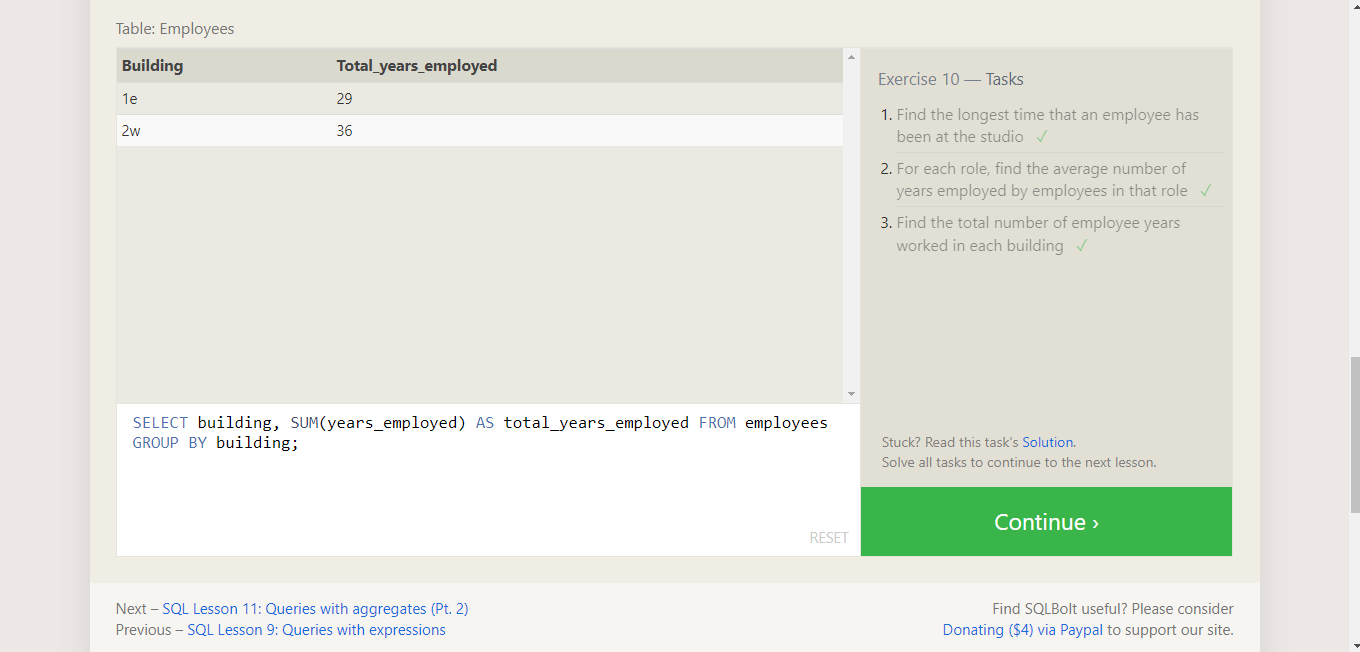 Table: Employees
Building Total_years_employed
1e 29
2w 36
SELECT building, SUM(years_employed) AS total_years_employed FROM employees
GROUP BY building;
RESET
Exercise 10 — Tasks
1. Find the longest time that an employee has
been at the studio ✓
2. For each role, find the average number of
years employed by employees in that role ✓
3. Find the total number of employee years
worked in each building ✓
Stuck? Read this task's Solution.
Solve all tasks to continue to the next lesson.
Continue ›
Next – SQL Lesson 11: Queries with aggregates (Pt. 2)
Previous – SQL Lesson 9: Queries with expressions
Find SQLBolt useful? Please consider
Donating ($4) via Paypal to support our site.